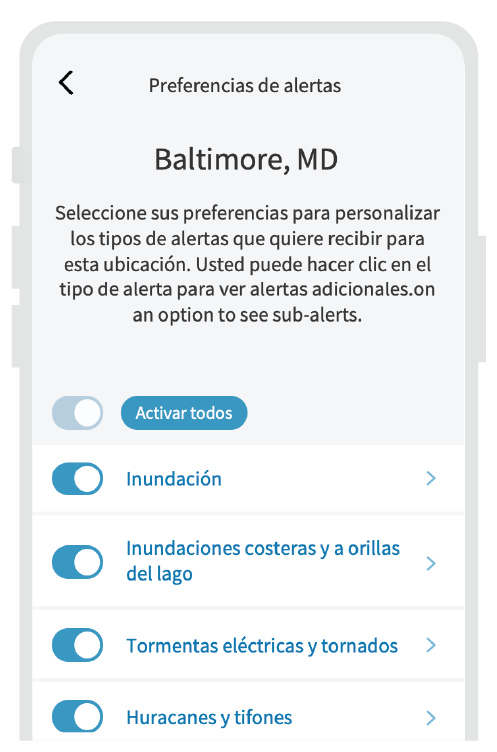 Preferencias de alertas
Baltimore, MD
Seleccione sus preferencias para personalizar
los tipos de alertas que quiere recibir para
esta ubicación. Usted puede hacer clic en el
tipo de alerta para ver alertas adicionales.on
an option to see sub-alerts.
Activar todos
Inundación
Inundaciones costeras y a orillas
del lago
Tormentas eléctricas y tornados
Huracanes y tifones